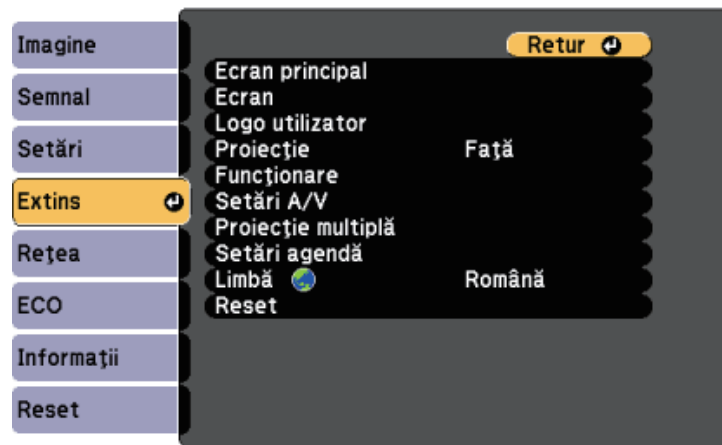 Imagine
Semnal
Setări
Extins
Rețea
ECO
Informații
Reset
Retur
Ecran principal
Ecran
Logo utilizator
Proiecție Față
Funcționare
Setări A/V
Proiecție multiplă
Setări agendă
Limbă Română
Reset